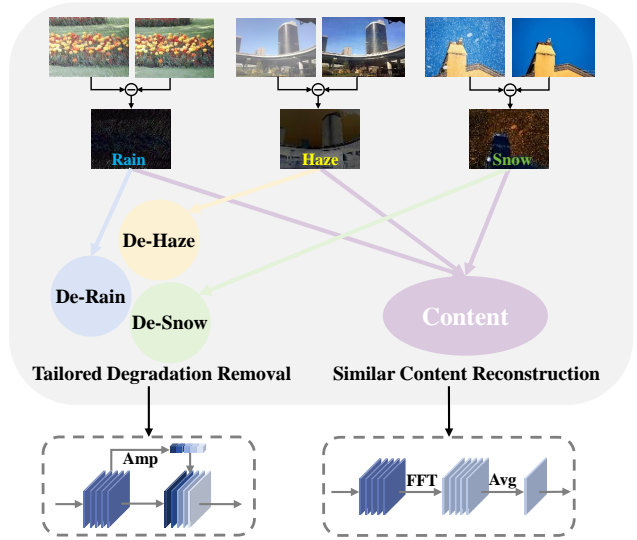 Rain
Haze
Snow
De-Haze
De-Rain
De-Snow
Content
Tailored Degradation Removal
Similar Content Reconstruction
Amp
FFT
Avg